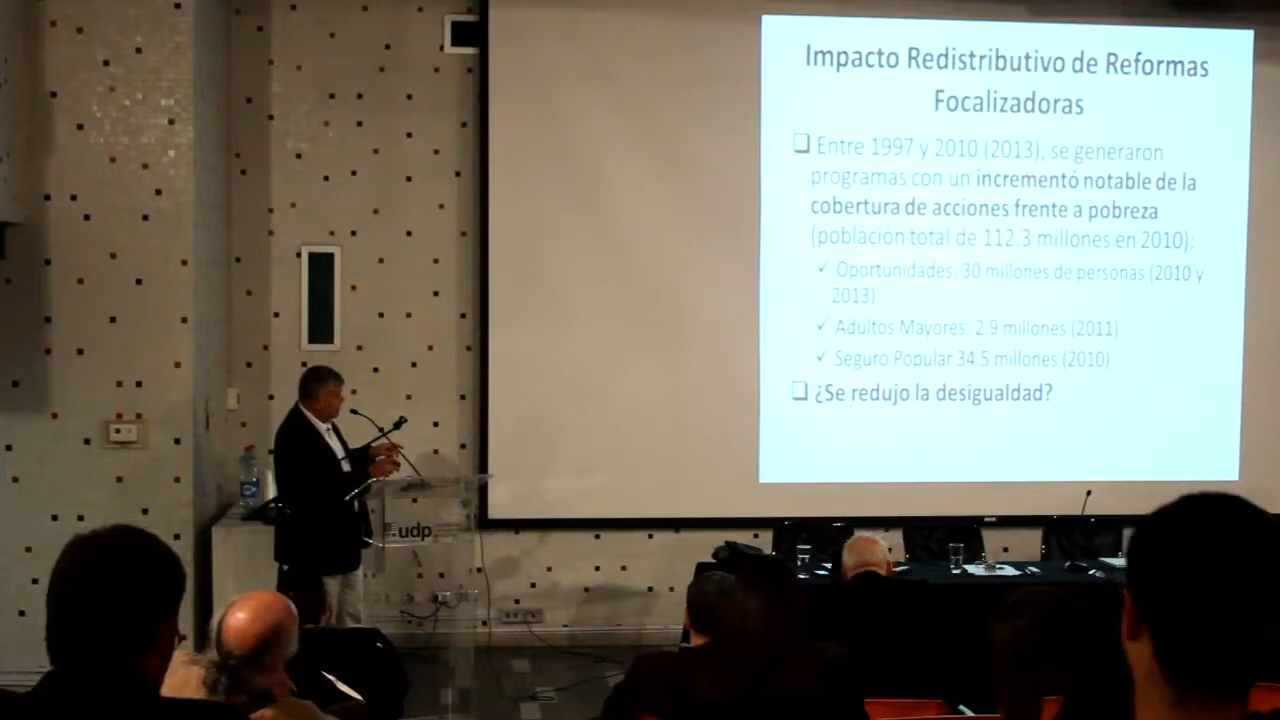 Impacto Redistributivo de Reformas
Focalizadoras
Entre 1997 y 2010 (2013), se generaron
programas con un incremento notable de la
cobertura de acciones frente a pobreza
(población total de 112.3 millones en 2010):
Oportunidades: 30 millones de personas (2010 y
2013)
Adultos Mayores: 2.9 millones (2011)
Seguro Popular 34.5 millones (2010)
¿Se redujo la desigualdad?
udp